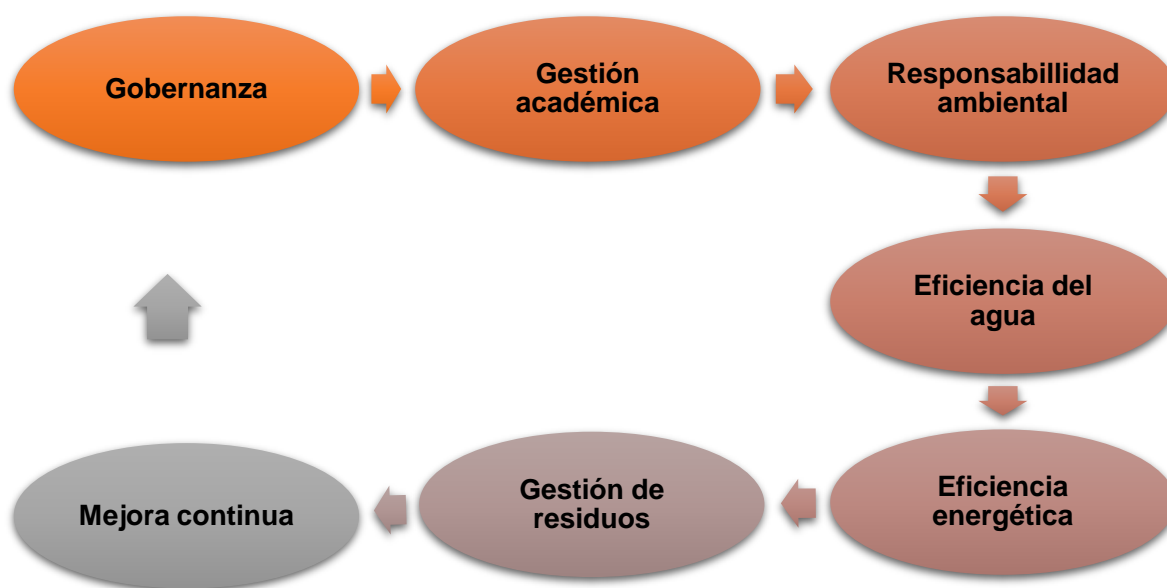 Gobernanza
Gestión
académica
Responsabillidad
ambiental
Eficiencia del
agua
Eficiencia
energética
Gestión de
residuos
Mejora continua